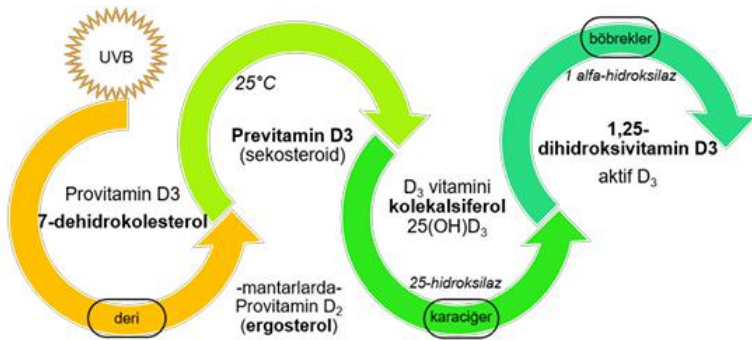 UVB
Provitamin D3
7-dehidrokolesterol
deri
25°C
Previtamin D3
(sekosteroid)
-mantarlarda-
Provitamin D₂
(ergosterol)
D₃ vitamini
kolekalsiferol
25(OH)D₃
25-hidroksilaz
karaciğer
böbrekler
1 alfa-hidroksilaz
1,25-
dihidroksivitamin D3
aktif D₃